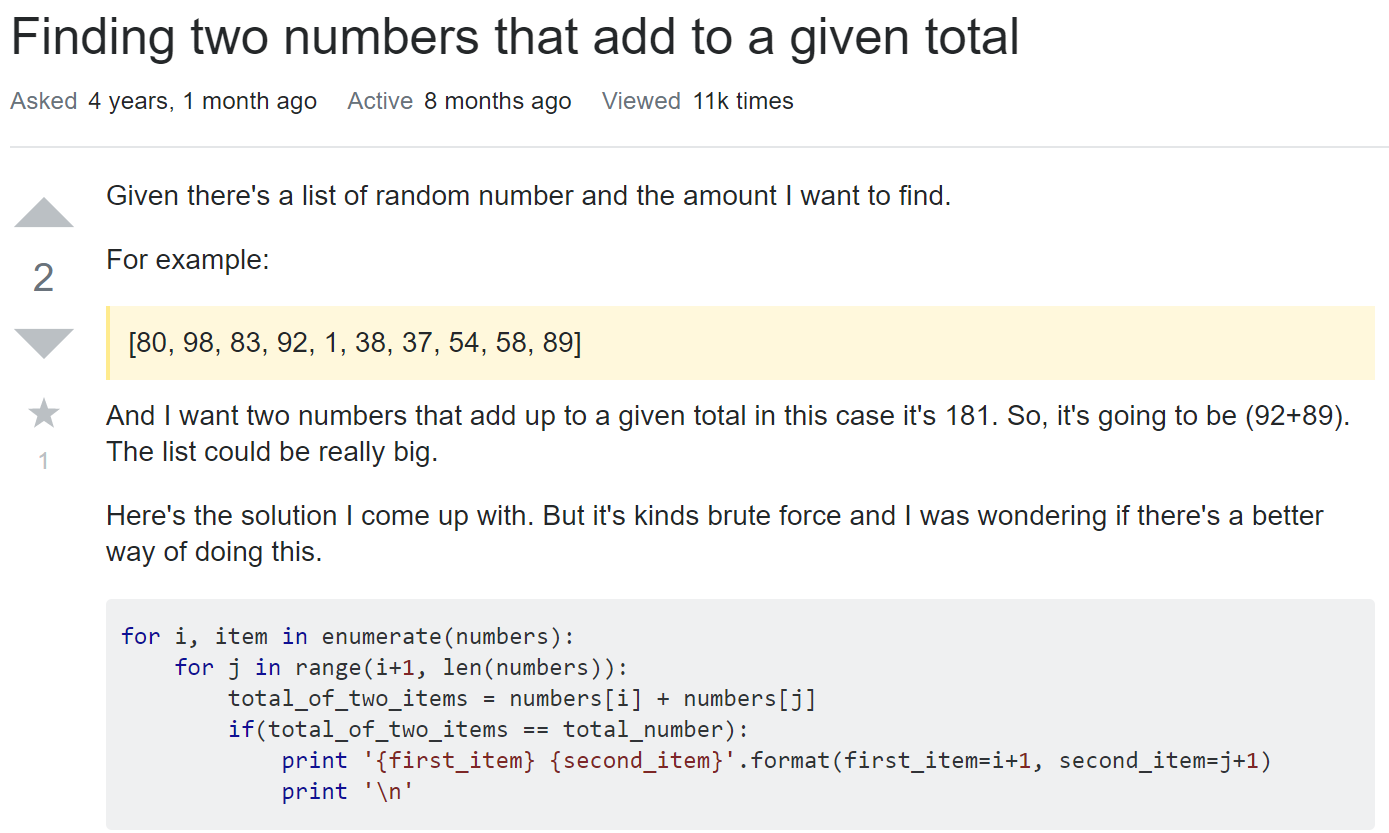 Finding two numbers that add to a given total
Asked 4 years, 1 month ago Active 8 months ago Viewed 11k times
Given there's a list of random number and the amount I want to find.
2
For example:
[80, 98, 83, 92, 1, 38, 37, 54, 58, 89]
1
And I want two numbers that add up to a given total in this case it's 181. So, it's going to be (92+89).
The list could be really big.
Here's the solution I come up with. But it's kinds brute force and I was wondering if there's a better
way of doing this.
for i, item in enumerate(numbers):
    for j in range(i+1, len(numbers)):
        total_of_two_items = numbers[i] + numbers[j]
        if(total_of_two_items == total_number):
            print '{first_item} {second_item}'.format(first_item=i+1, second_item=j+1)
            print '\n'